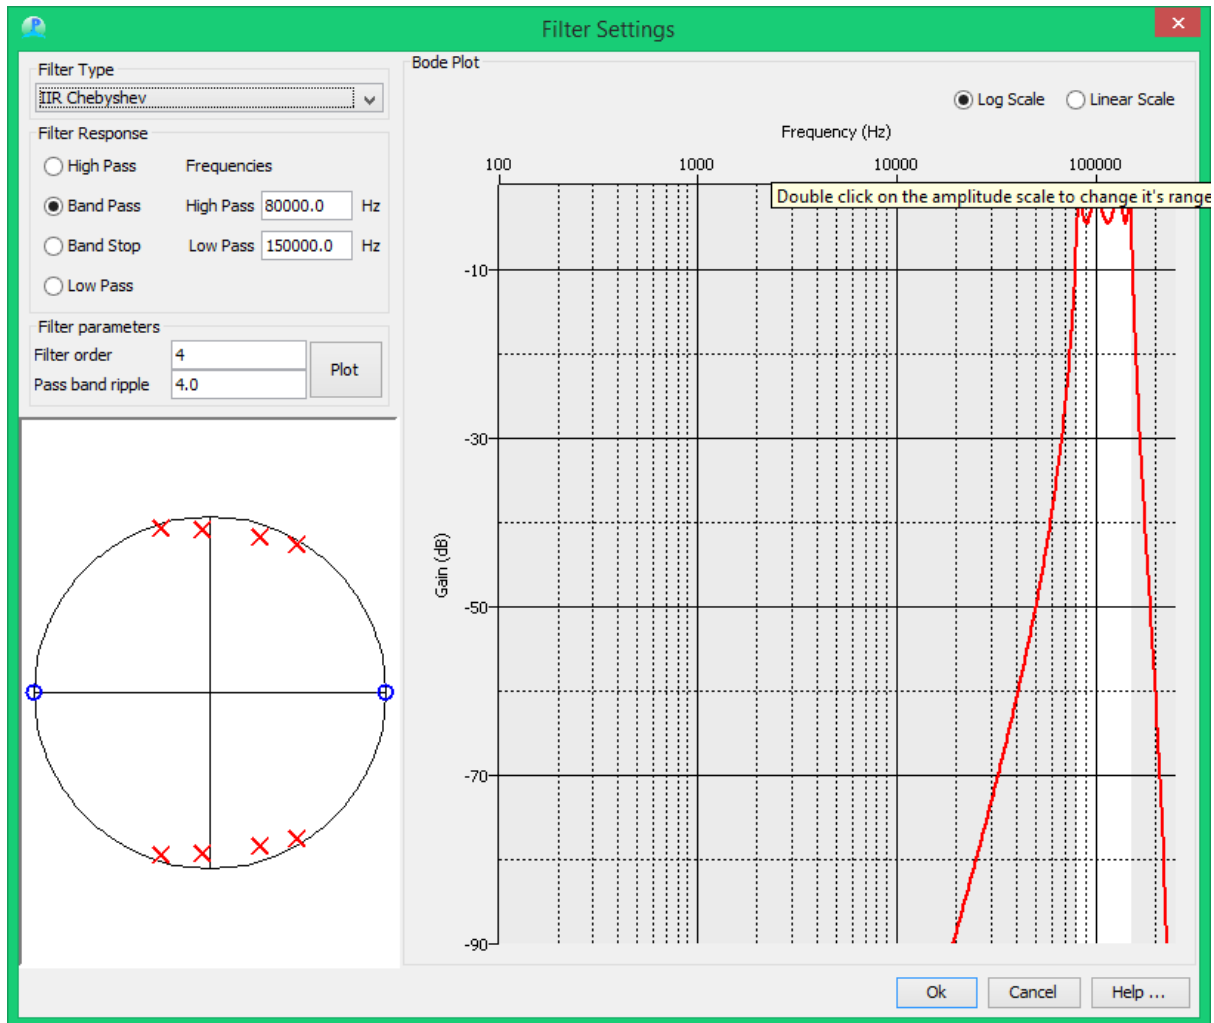 Filter Settings
Filter Type
IIR Chebyshev
Filter Response
High Pass
Frequencies
Band Pass
High Pass 80000.0 Hz
Band Stop
Low Pass 150000.0 Hz
Low Pass
Filter parameters
Filter order 4
Pass band ripple 4.0
Plot
Bode Plot
Log Scale
Linear Scale
Frequency (Hz)
100 1000 10000 100000
Double click on the amplitude scale to change it's range
-10
-30
Gain (dB)
-50
-70
-90
Ok
Cancel
Help ...